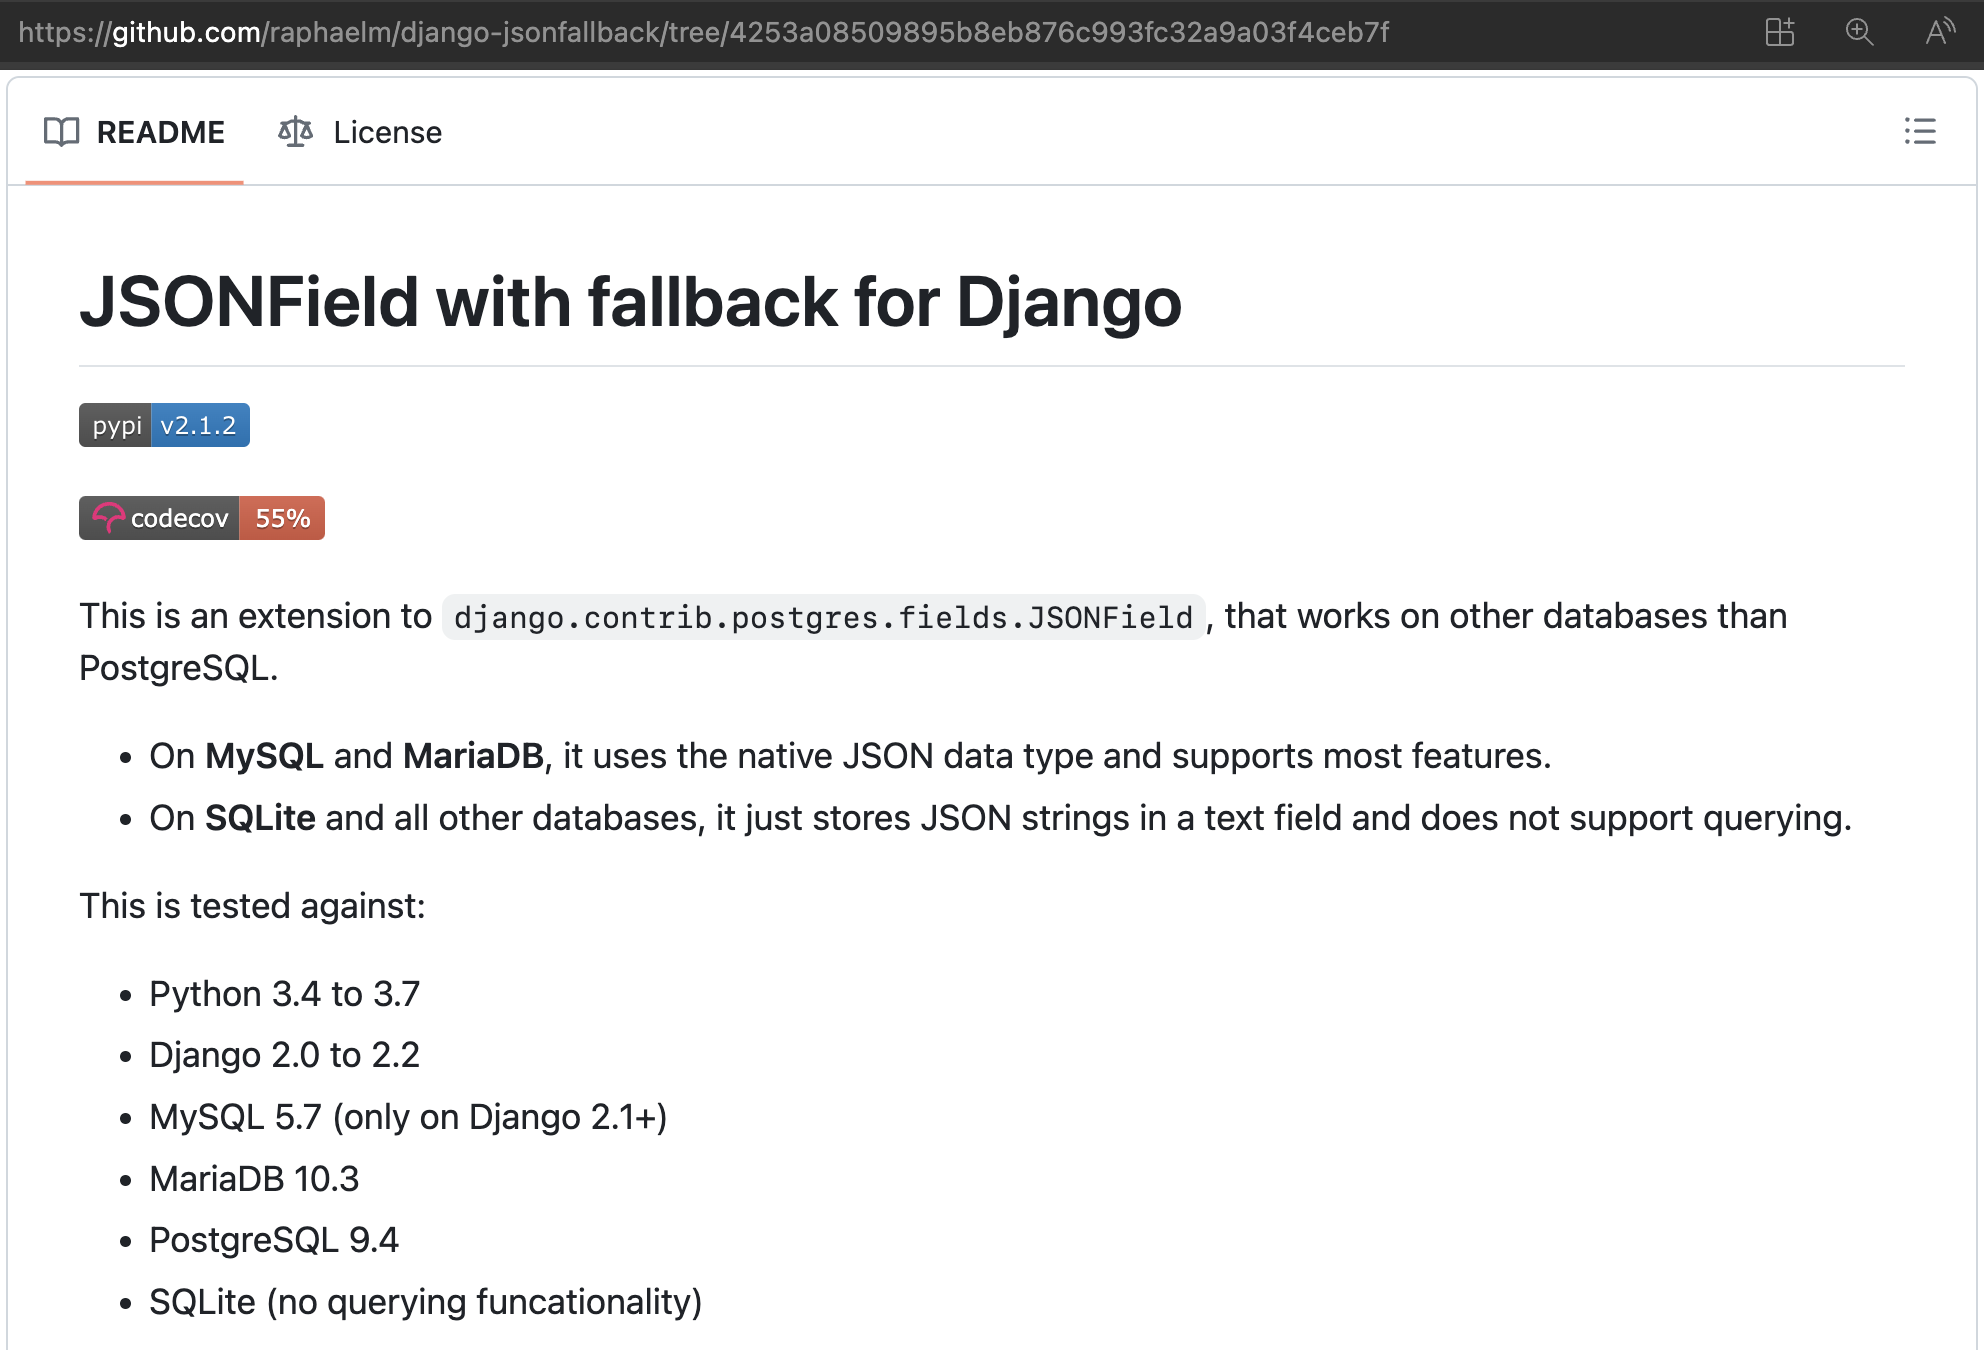 https://github.com/raphaelm/django-jsonfallback/tree/4253a08509895b8eb876c993fc32a9a03f4ceb7f
README License
JSONField with fallback for Django
pypi v2.1.2
codecov 55%
This is an extension to django.contrib.postgres.fields.JSONField, that works on other databases than
PostgreSQL.
• On MySQL and MariaDB, it uses the native JSON data type and supports most features.
• On SQLite and all other databases, it just stores JSON strings in a text field and does not support querying.
This is tested against:
• Python 3.4 to 3.7
• Django 2.0 to 2.2
• MySQL 5.7 (only on Django 2.1+)
• MariaDB 10.3
• PostgreSQL 9.4
• SQLite (no querying funcationality)